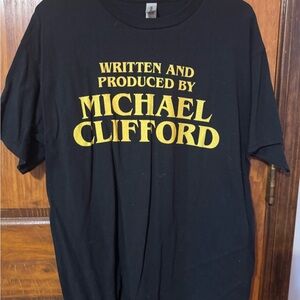 WRITTEN AND
PRODUCED BY
MICHAEL
CLIFFORD